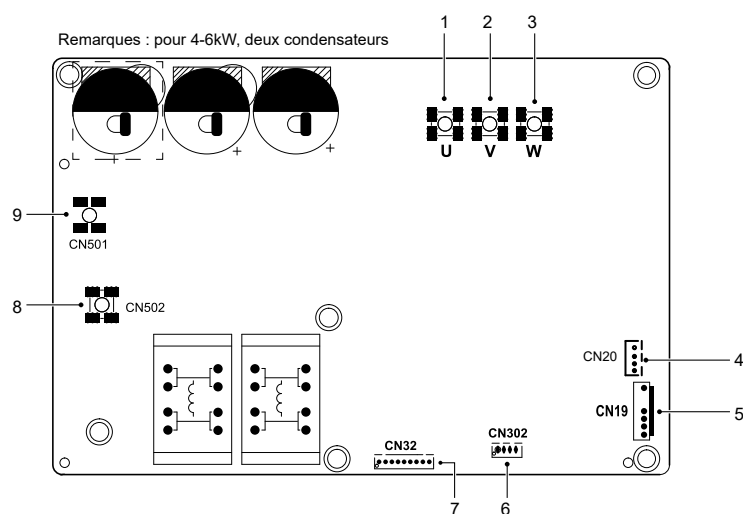 1 2 3
Remarques : pour 4-6kW, deux condensateurs
U V W
9
CN501
8 CN502
CN20 4
CN19 5
CN32 CN302
7 6